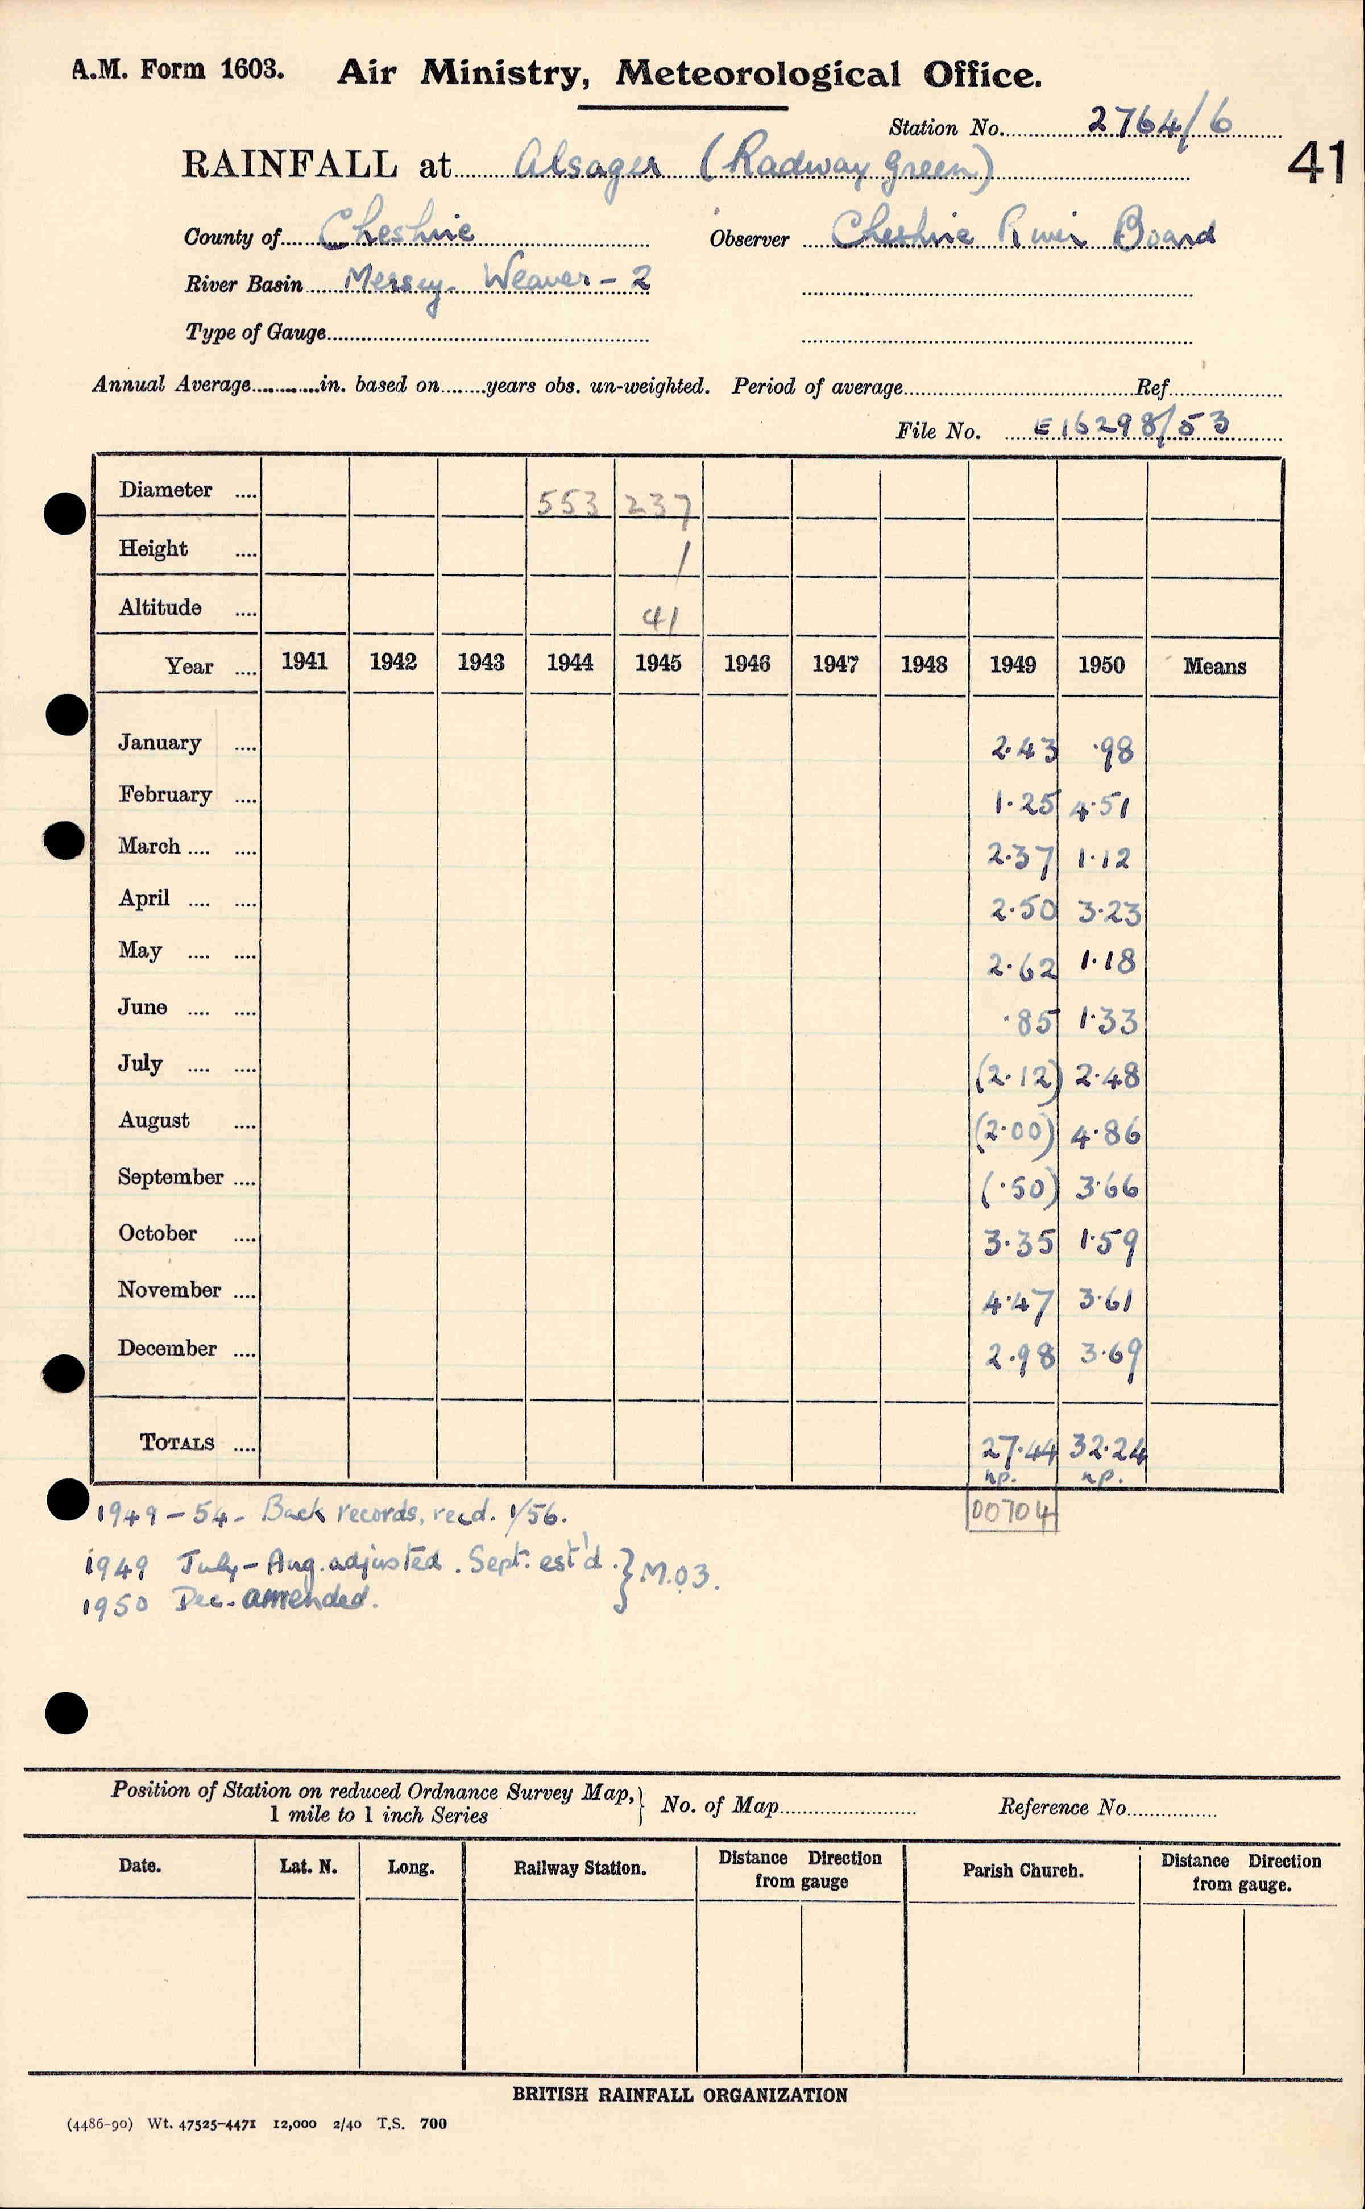 A.M. Form 1603. Air Ministry, Meteorological Office.
Station No. 2764/6
41
RAINFALL at Alsager (Radway Green)
County of Cheshire Observer Cheshire River Board
River Basin Mersey. Weaver - 2
Type of Gauge
Annual Average in. based on years obs. un-weighted. Period of average Ref.
File No. E16298/53
Diameter .... 553 237
Height .... 1
Altitude .... 41
Year .... 1941 1942 1943 1944 1945 1946 1947 1948 1949 1950 Means
January .... 2.43 .98
February .... 1.25 4.51
March .... .... 2.37 1.12
April .... .... 2.50 3.23
May .... .... 2.62 1.18
June .... .... .85 1.33
July .... .... (2.12) 2.48
August .... (2.00) 4.86
September .... (.50) 3.66
October .... 3.35 1.59
November .... 4.47 3.61
December .... 2.98 3.69
TOTALS .... 27.44 32.24
np. np.
00704
1949 - 54 - Back records, recd. 1/56.
1949 July - Aug. adjusted. Sept. est'd. } M.O3.
1950 Dec. amended.
Position of Station on reduced Ordnance Survey Map, } No. of Map Reference No.
1 mile to 1 inch Series
Date. Lat. N. Long. Railway Station. Distance Direction from gauge Parish Church. Distance Direction from gauge.
BRITISH RAINFALL ORGANIZATION
(4486-90) Wt. 47525-4471 12,000 2/40 T.S. 700